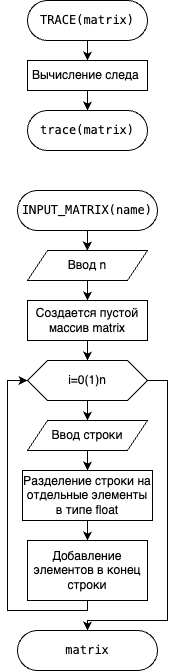 TRACE(matrix)
Вычисление следа
trace(matrix)
INPUT_MATRIX(name)
Ввод n
Создается пустой
массив matrix
i=0(1)n
Ввод строки
Разделение строки на
отдельные элементы
в типе float
Добавление
элементов в конец
строки
matrix